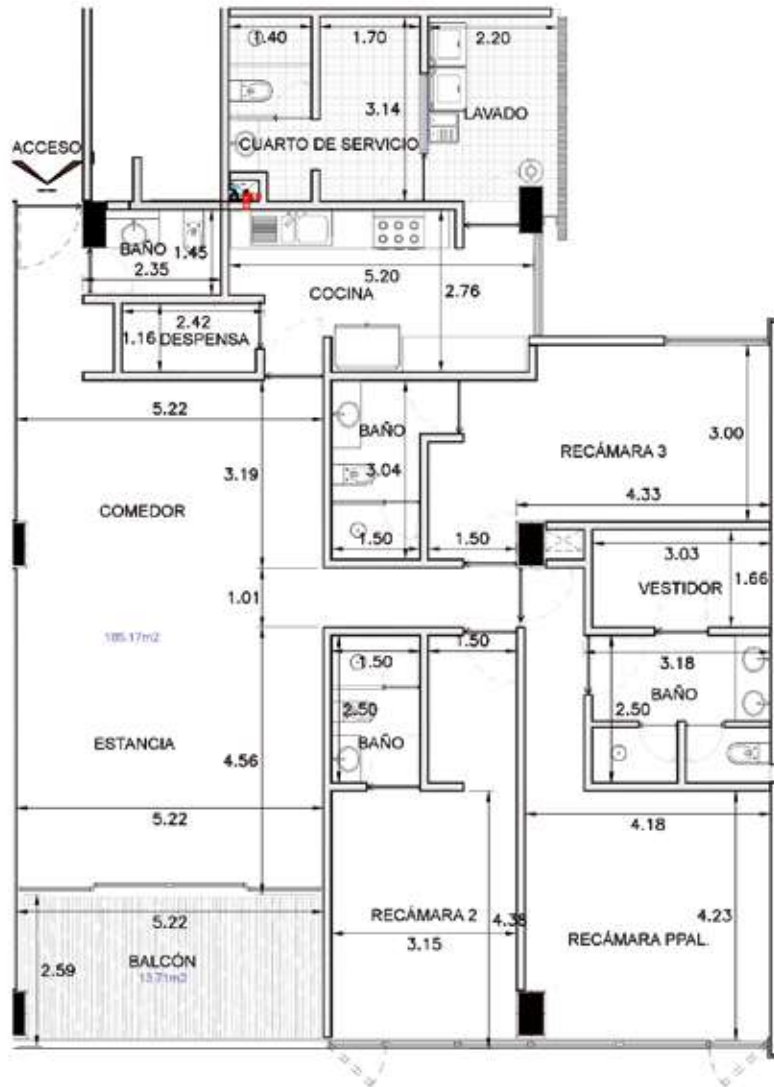 1.40
1.70
2.20
3.14
LAVADO
ACCESO
CUARTO DE SERVICIO
BAÑO
1.45
2.35
5.20
COCINA
2.76
2.42
1.16
DESPENSA
5.22
BAÑO
3.00
3.19
3.04
RECÁMARA 3
4.33
COMEDOR
1.50
1.50
3.03
VESTIDOR
1.66
1.01
185.17m2
1.50
1.50
3.18
BAÑO
2.50
2.50
ESTANCIA
BAÑO
4.56
5.22
4.18
5.22
RECÁMARA 2
4.38
4.23
3.15
RECÁMARA PPAL.
BALCÓN
2.59
13.71m2